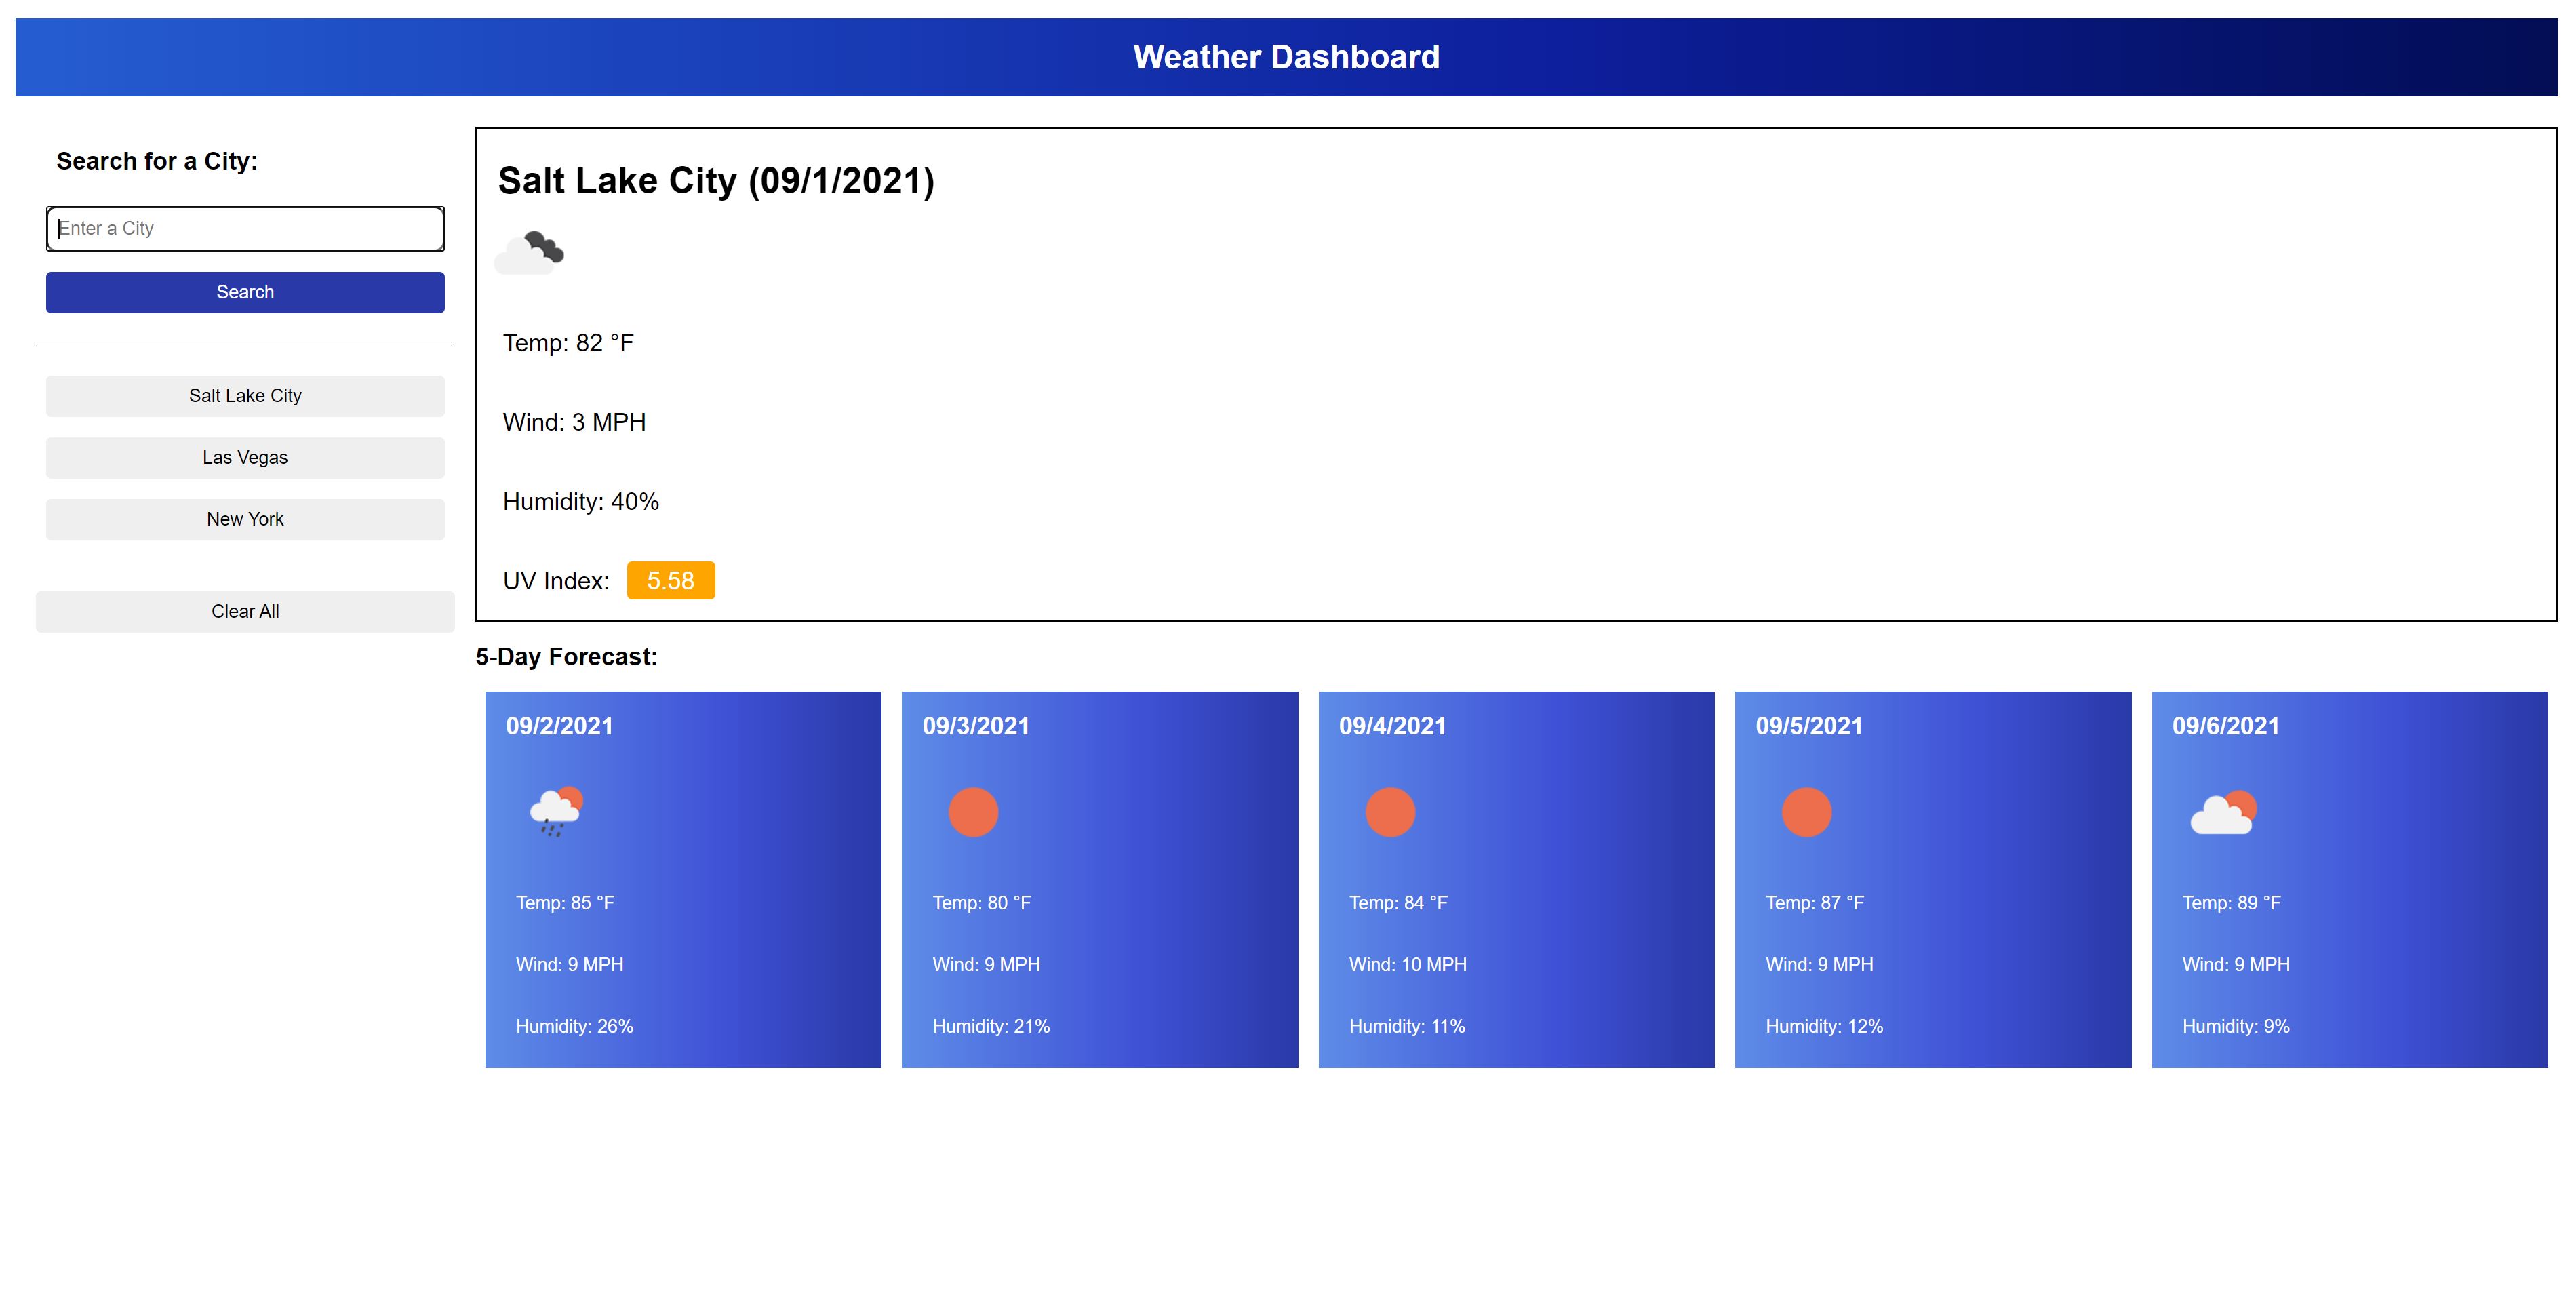 Weather Dashboard
Search for a City:
Enter a City
Search
Salt Lake City
Las Vegas
New York
Clear All
Salt Lake City (09/1/2021)
Temp: 82 °F
Wind: 3 MPH
Humidity: 40%
UV Index: 5.58
5-Day Forecast:
09/2/2021
Temp: 85 °F
Wind: 9 MPH
Humidity: 26%
09/3/2021
Temp: 80 °F
Wind: 9 MPH
Humidity: 21%
09/4/2021
Temp: 84 °F
Wind: 10 MPH
Humidity: 11%
09/5/2021
Temp: 87 °F
Wind: 9 MPH
Humidity: 12%
09/6/2021
Temp: 89 °F
Wind: 9 MPH
Humidity: 9%